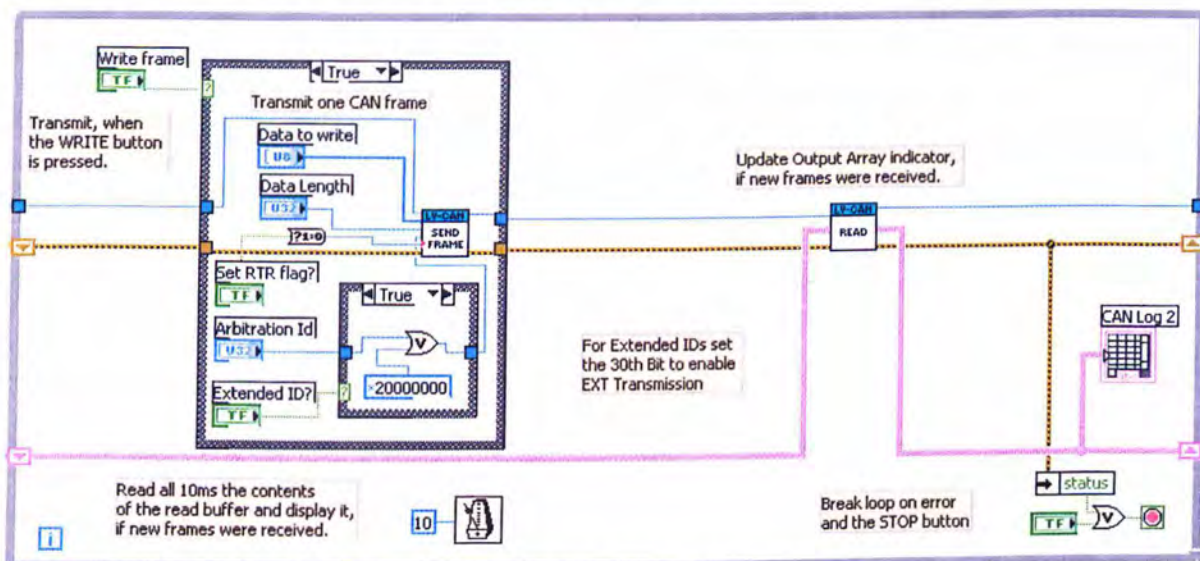 Write frame
TF
True
?
Transmit one CAN frame
Transmit, when
the WRITE button
is pressed.
Data to write
U8
Data Length
U32
LV-CAN
SEND
FRAME
?1:0
Set RTR flag?
TF
True
Arbitration Id
U32
V
×20000000
Extended ID?
TF
?
Update Output Array indicator,
if new frames were received.
LV-CAN
READ
For Extended IDs set
the 30th Bit to enable
EXT Transmission
CAN Log 2
Read all 10ms the contents
of the read buffer and display it,
if new frames were received.
10
i
Break loop on error
and the STOP button
status
TF
V